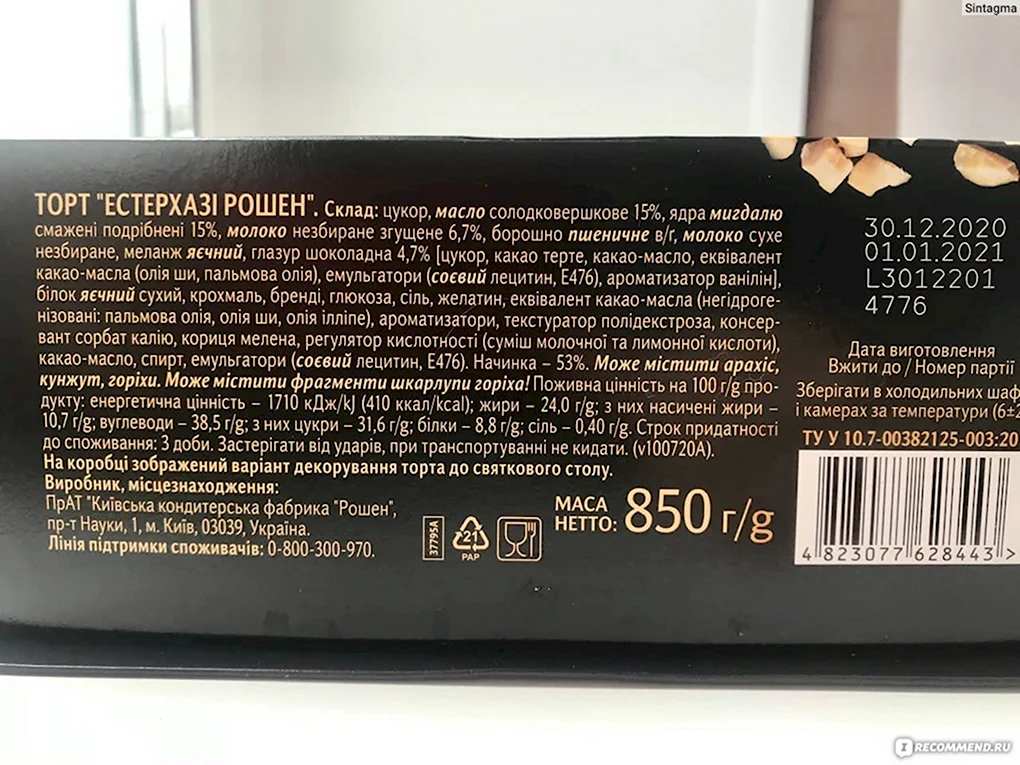 Sintagma
ТОРТ "ЕСТЕРХАЗІ РОШЕН". Склад: цукор, масло солодковершкове 15%, ядра мигдалю
смажені подрібнені 15%, молоко незбиране згущене 6,7%, борошно пшеничне в/г, молоко сухе
незбиране, меланж яєчний, глазур шоколадна 4,7% [цукор, какао терте, какао-масло, еквівалент
какао-масла (олія ши, пальмова олія), емульгатори (соєвий лецитин, Е476), ароматизатор ванілін],
білок яєчний сухий, крохмаль, бренді, глюкоза, сіль, желатин, еквівалент какао-масла (негідроге-
нізовані: пальмова олія, олія ши, олія ілліпе), ароматизатори, текстуратор полідекстроза, консер-
вант сорбат калію, кориця мелена, регулятор кислотності (суміш молочної та лимонної кислоти),
какао-масло, спирт, емульгатори (соєвий лецитин, Е476). Начинка – 53%. Може містити арахіс,
кунжут, горіхи. Може містити фрагменти шкарлупи горіха! Поживна цінність на 100 г/g про-
дукту: енергетична цінність – 1710 кДж/kJ (410 ккал/kcal); жири – 24,0 г/g; з них насичені жири –
10,7 г/g; вуглеводи – 38,5 г/g; з них цукри – 31,6 г/g; білки – 8,8 г/g; сіль – 0,40 г/g. Строк придатності
до споживання: 3 доби. Застерігати від ударів, при транспортуванні не кидати. (v100720A).
На коробці зображений варіант декорування торта до святкового столу.
Виробник, місцезнаходження:
ПрАТ "Київська кондитерська фабрика "Рошен",
пр-т Науки, 1, м. Київ, 03039, Україна.
Лінія підтримки споживачів: 0-800-300-970.
37795A
21
PAP
МАСА
НЕТТО: 850 г/g
30.12.2020
01.01.2021
L3012201
4776
Дата виготовлення
Вжити до / Номер партії
Зберігати в холодильних шаф
і камерах за температури (6±2
ТУ У 10.7-00382125-003:20
4 823077 628443 >
IRECOMMEND.RU